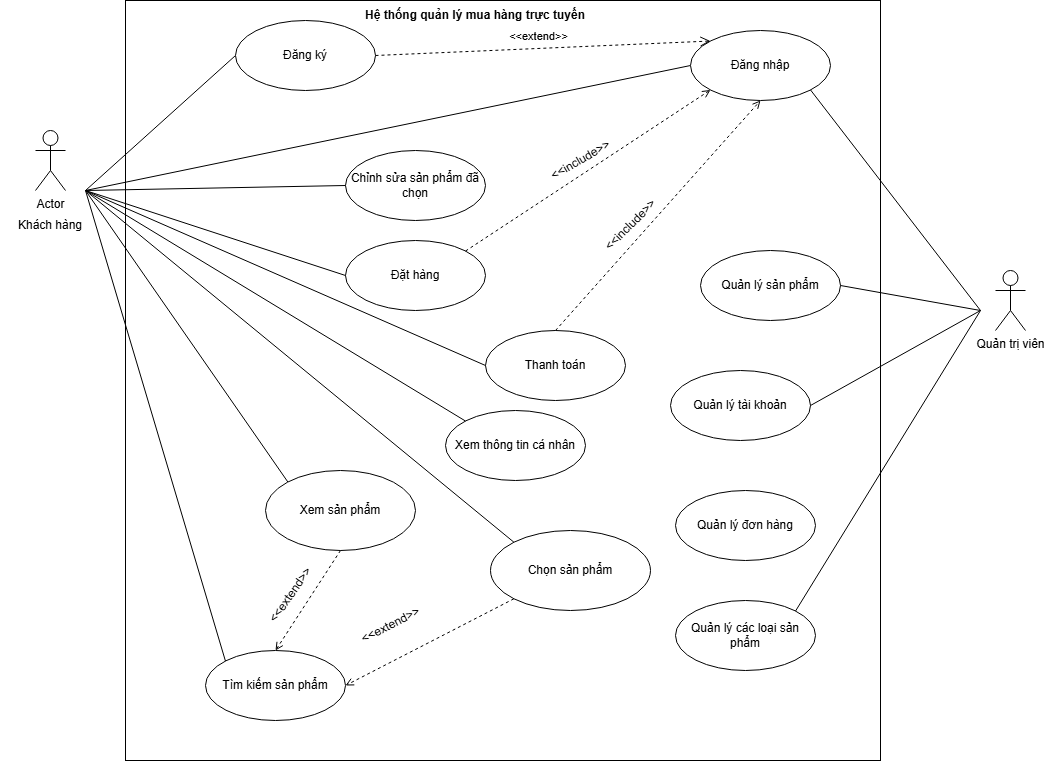 Hệ thống quản lý mua hàng trực tuyến
Đăng ký
<<extend>>
Đăng nhập
Actor
Khách hàng
Chỉnh sửa sản phẩm đã
chọn
<<include>>
Đặt hàng
<<include>>
Quản lý sản phẩm
Quản trị viên
Thanh toán
Quản lý tài khoản
Xem thông tin cá nhân
Xem sản phẩm
Quản lý đơn hàng
Chọn sản phẩm
<<extend>>
<<extend>>
Quản lý các loại sản
phẩm
Tìm kiếm sản phẩm